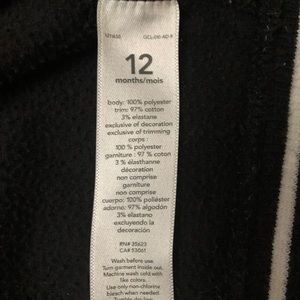 12
months/mois
body: 100% polyester
trim: 97% cotton
3% elastane
exclusive of decoration
exclusive of trimming
corps :
100 % polyester
garniture : 97 % coton
3 % élasthanne
décoration
non comprise
garniture
non comprise
cuerpo: 100% poliéster
adorno: 97% algodón
3% elastano
excluyendo la
decoración
RN# 35623
CA# 53061
Wash before use
Turn garment inside out.
Machine wash cold with
like colors.
Use only non-chlorine
bleach when needed.